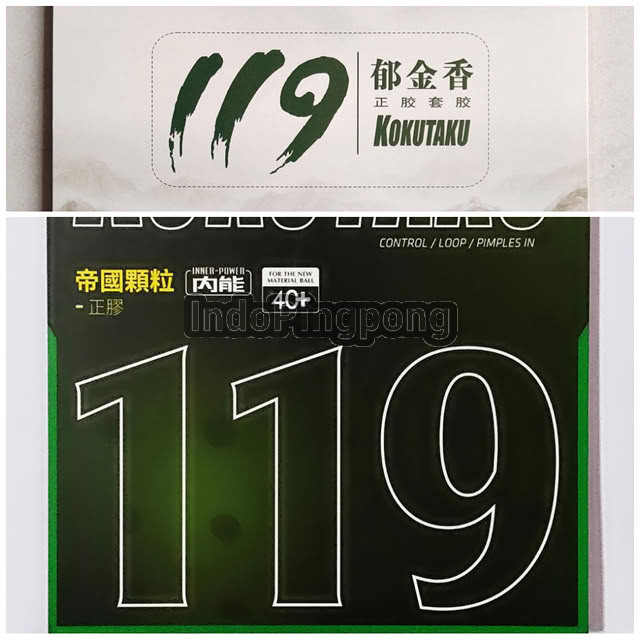 119
郁金香
正胶套胶
KOKUTAKU
CONTROL / LOOP / PIMPLES IN
帝國顆粒
- 正膠
INNER-POWER
内能
FOR THE NEW
MATERIAL BALL
40+
IndoPingpong
119